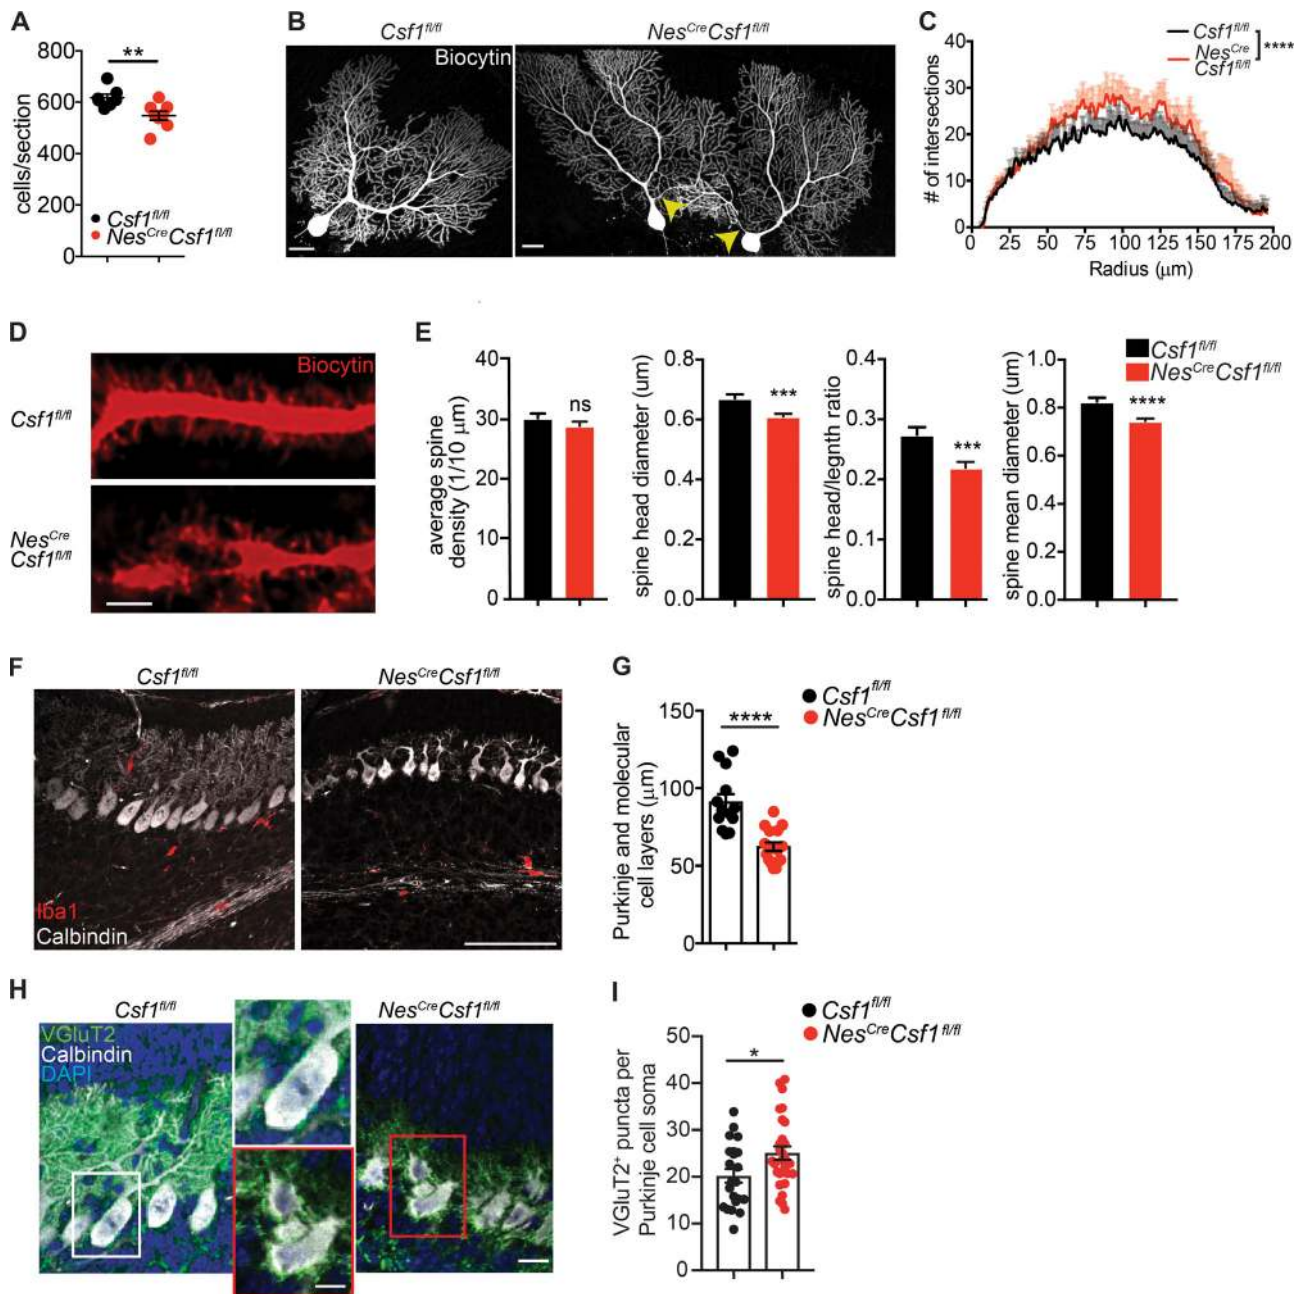 A
cells/section
800
600
400
200
0
**
Csf1fl/fl
NesCreCsf1fl/fl
B
Csf1fl/fl
NesCreCsf1fl/fl
Biocytin
C
# of intersections
40
30
20
10
0
0 25 50 75 100 125 150 175 200
Radius (μm)
Csf1fl/fl
NesCre
Csf1fl/fl
****
D
Csf1fl/fl
Biocytin
NesCre
Csf1fl/fl
E
average spine
density (1/10 μm)
40
30
20
10
0
ns
spine head diameter (um)
0.8
0.6
0.4
0.2
0.0
***
spine head/legnth ratio
0.4
0.3
0.2
0.1
0.0
***
spine mean diameter (um)
1.0
0.8
0.6
0.4
0.2
0.0
****
Csf1fl/fl
NesCreCsf1fl/fl
F
Csf1fl/fl
NesCreCsf1fl/fl
Iba1
Calbindin
G
Purkinje and molecular
cell layers (μm)
150
100
50
0
****
Csf1fl/fl
NesCreCsf1fl/fl
H
Csf1fl/fl
NesCreCsf1fl/fl
VGluT2
Calbindin
DAPI
I
VGluT2+ puncta per
Purkinje cell soma
50
40
30
20
10
0
*
Csf1fl/fl
NesCreCsf1fl/fl